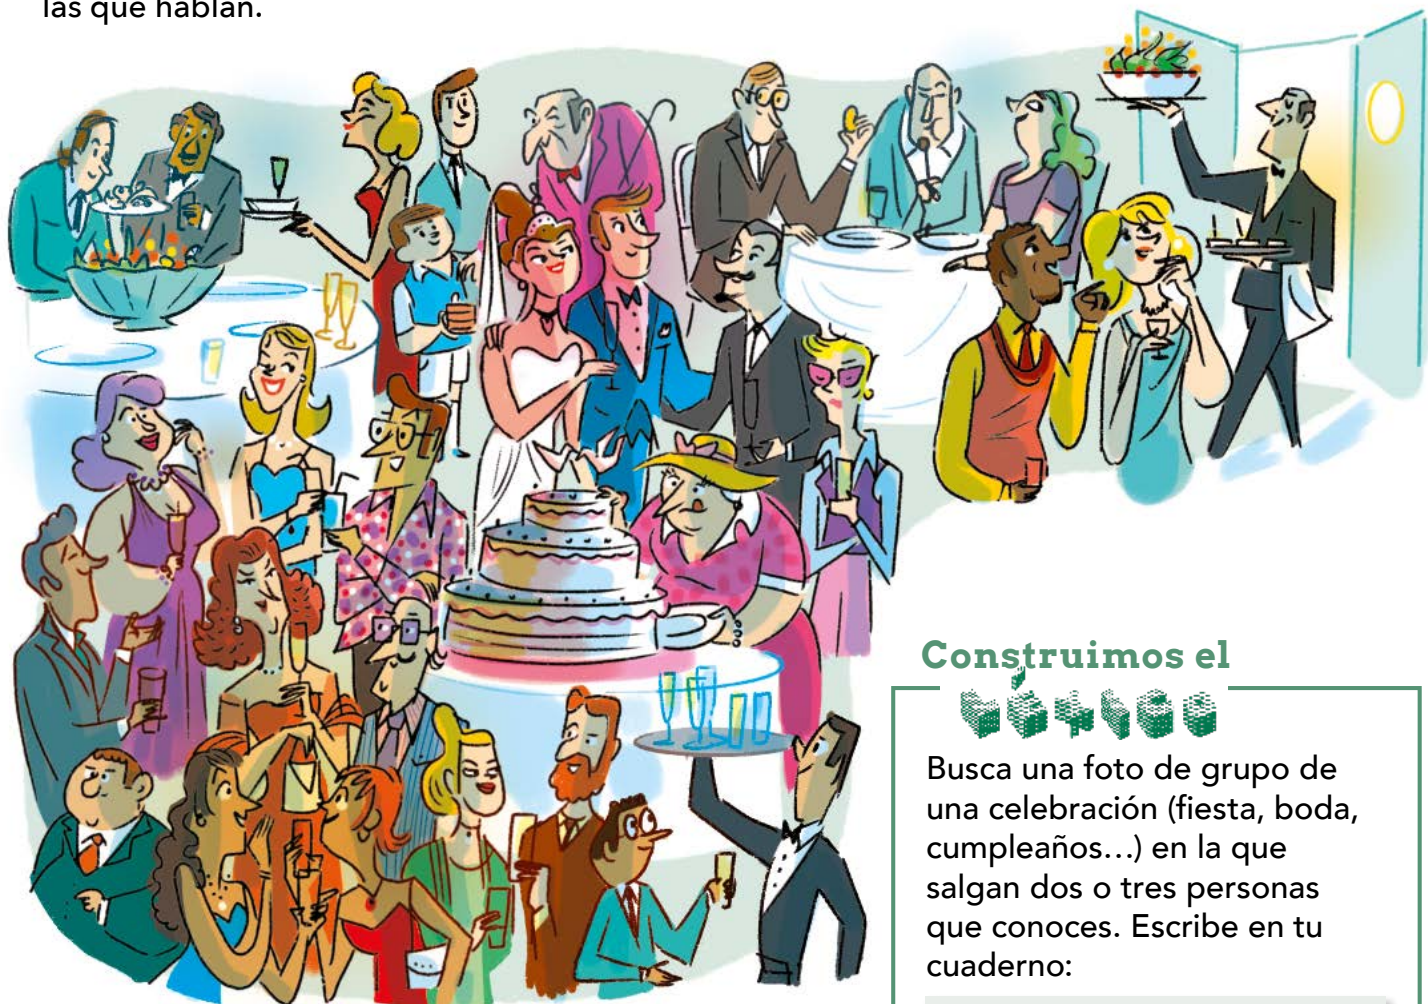 las que hablan.
Construimos el
léxico
Busca una foto de grupo de
una celebración (fiesta, boda,
cumpleaños…) en la que
salgan dos o tres personas
que conoces. Escribe en tu
cuaderno: